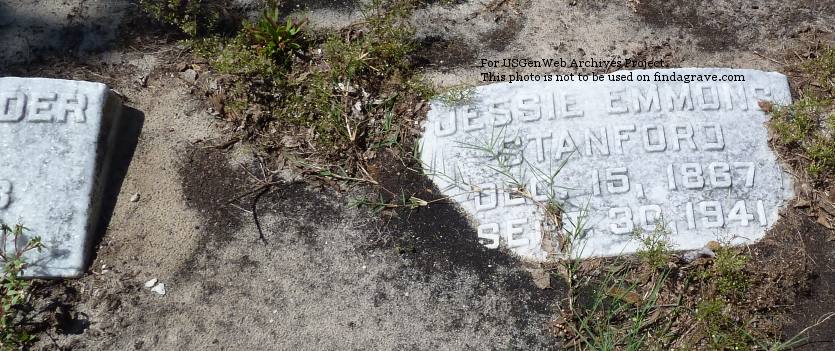 For USGenWeb Archives Project
This photo is not to be used on findagrave.com
DER
JESSIE EMMONS
STANFORD
DEC. 15, 1867
SEPT. 30, 1941